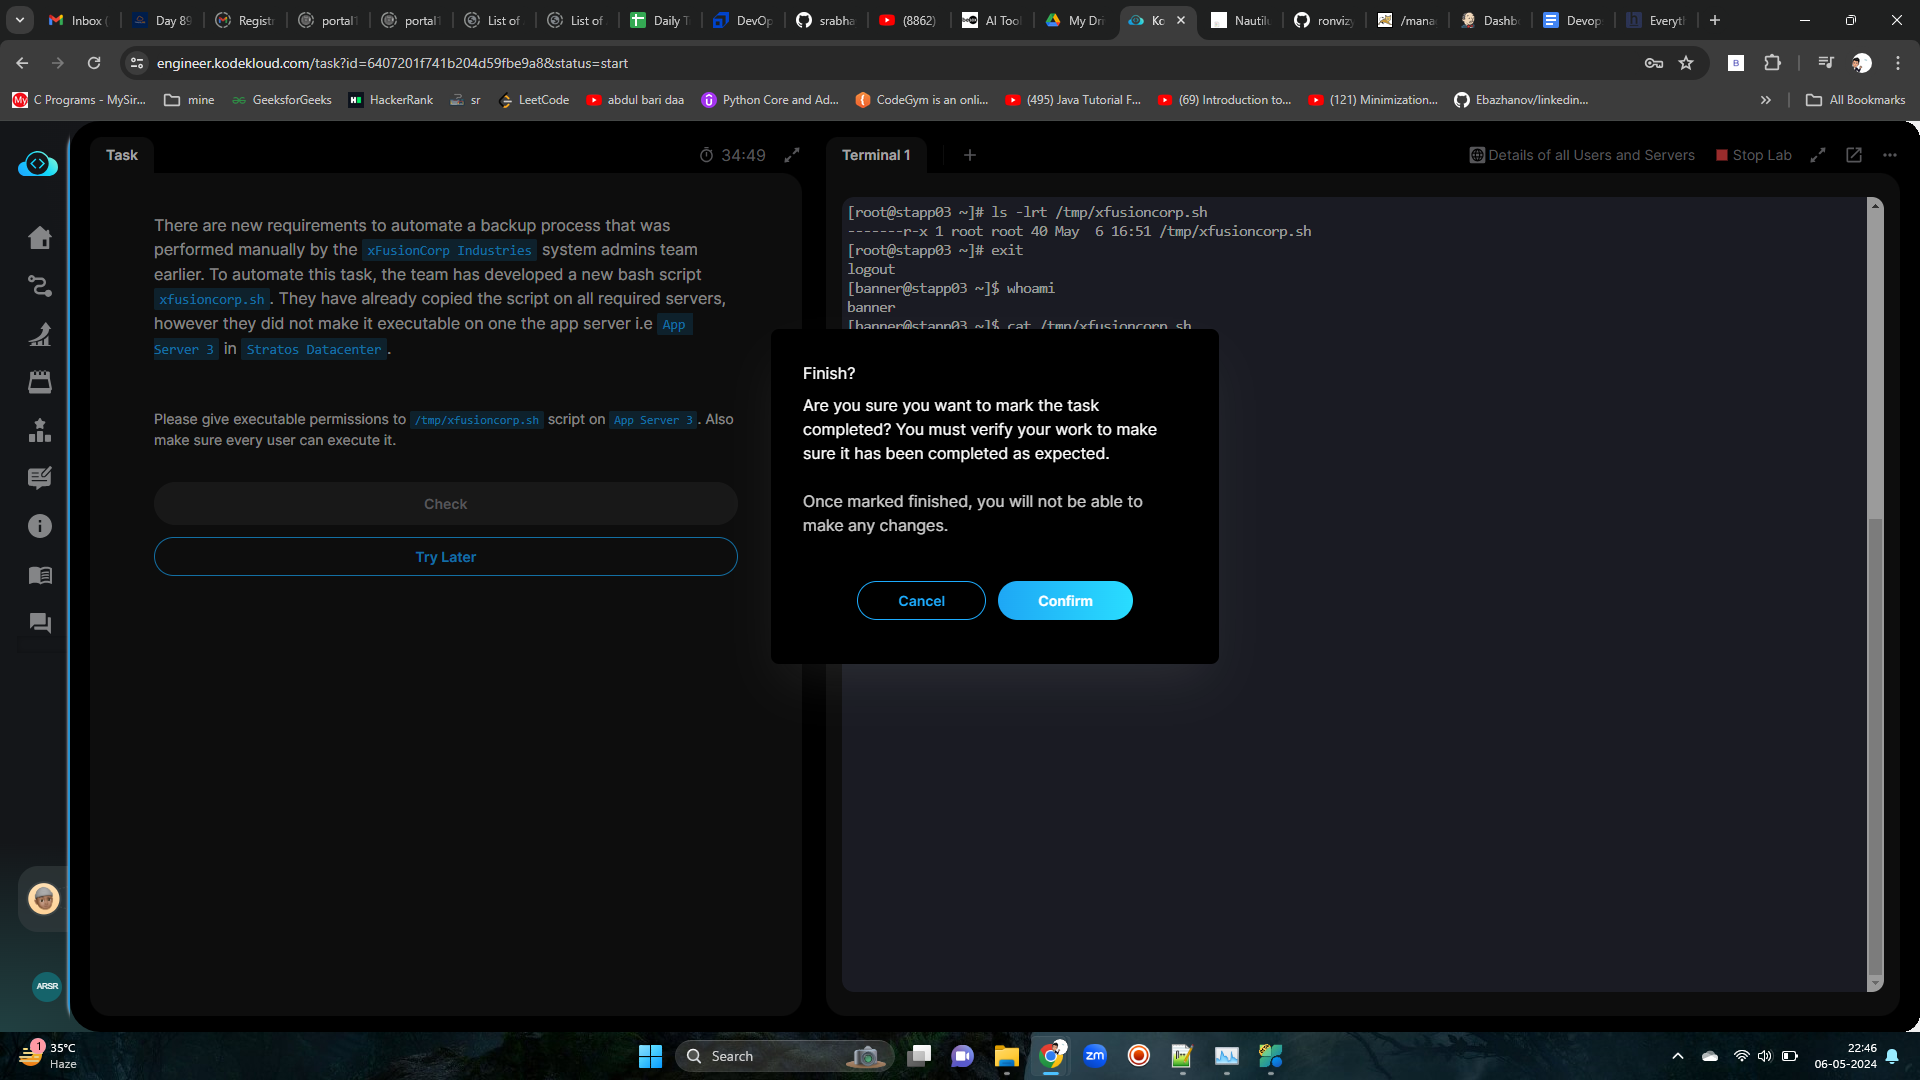 Inbox (
Day 89
Registr
portal1
portal1
List of
List of
Daily T
DevOp
srabha
(8862)
AI Tool
My Dri
Ko
Nautilu
ronvizy
/mana
Dashb
Devop
Everyt
engineer.kodekloud.com/task?id=6407201f741b204d59fbe9a8&status=start
C Programs - MySir...
mine
GeeksforGeeks
HackerRank
sr
LeetCode
abdul bari daa
Python Core and Ad...
CodeGym is an onli...
(495) Java Tutorial F...
(69) Introduction to...
(121) Minimization...
Ebazhanov/linkedin...
All Bookmarks
Task
34:49
There are new requirements to automate a backup process that was
performed manually by the xFusionCorp Industries system admins team
earlier. To automate this task, the team has developed a new bash script
xfusioncorp.sh. They have already copied the script on all required servers,
however they did not make it executable on one the app server i.e App
Server 3 in Stratos Datacenter.
Please give executable permissions to /tmp/xfusioncorp.sh script on App Server 3. Also
make sure every user can execute it.
Check
Try Later
Terminal 1
Details of all Users and Servers
Stop Lab
[root@stapp03 ~]# ls -lrt /tmp/xfusioncorp.sh
-------r-x 1 root root 40 May  6 16:51 /tmp/xfusioncorp.sh
[root@stapp03 ~]# exit
logout
[banner@stapp03 ~]$ whoami
banner
[banner@stapp03 ~]$ cat /tmp/xfusioncorp.sh
Finish?
Are you sure you want to mark the task
completed? You must verify your work to make
sure it has been completed as expected.
Once marked finished, you will not be able to
make any changes.
Cancel
Confirm
ARSR
1
35°C
Haze
Search
zm
22:46
06-05-2024